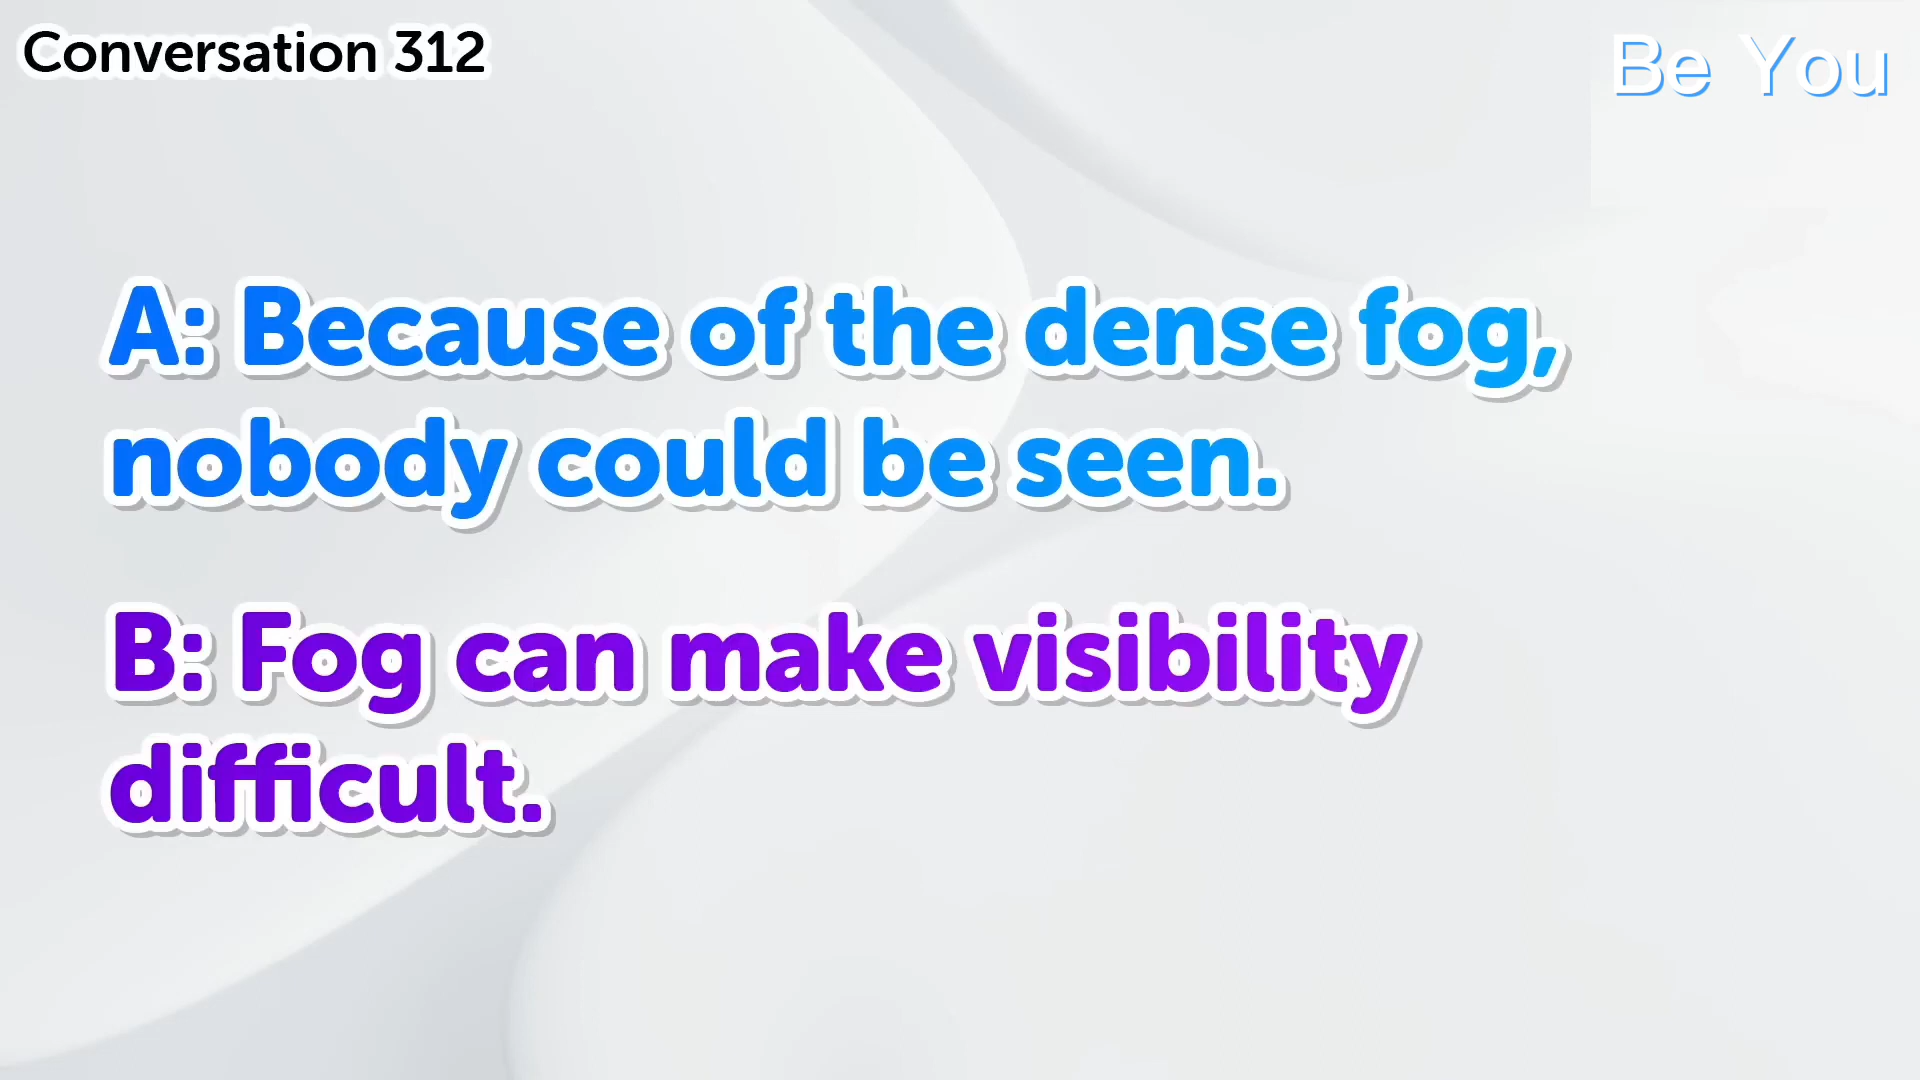 Conversation 312
Be You
A: Because of the dense fog,
nobody could be seen.
B: Fog can make visibility
difficult.